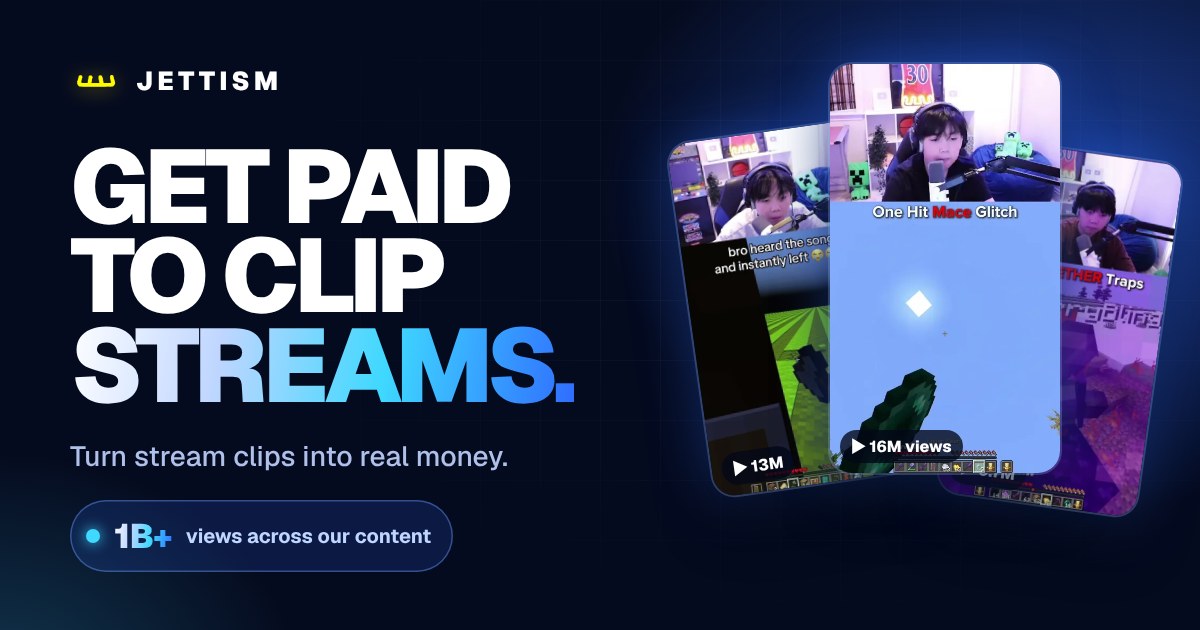 JETTISM
GET PAID
TO CLIP
STREAMS.
Turn stream clips into real money.
1B+ views across our content
30
bro heard the song
and instantly left
13M
One Hit Mace Glitch
16M views
Traps